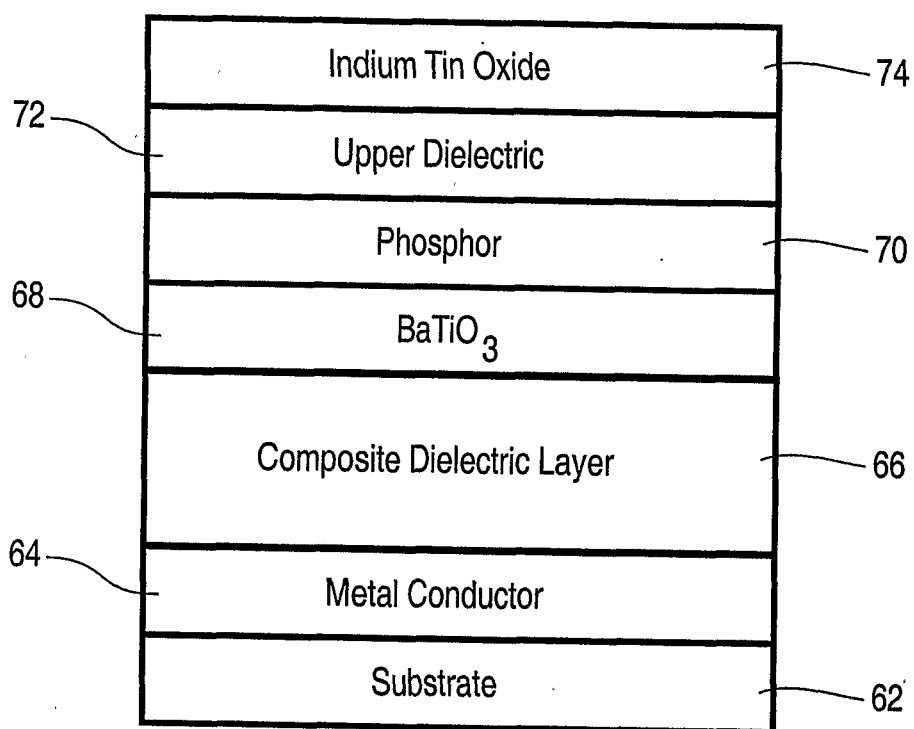 Indium Tin Oxide
74
72
Upper Dielectric
Phosphor
70
68
BaTiO3
Composite Dielectric Layer
66
64
Metal Conductor
Substrate
62